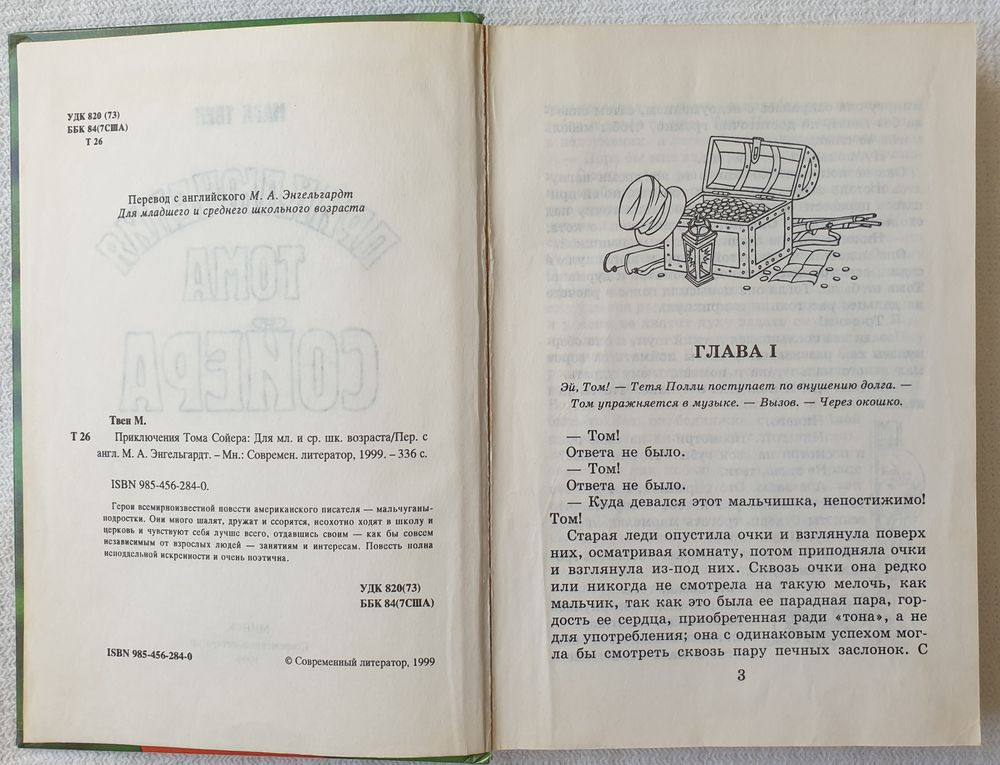 УДК 820 (73)
ББК 84(7США)
Т 26
Перевод с английского М. А. Энгельгардт
Для младшего и среднего школьного возраста
Твен М.
Т 26 Приключения Тома Сойера: Для мл. и ср. шк. возраста/Пер. с
англ. М. А. Энгельгардт. – Мн.: Современ. литератор, 1999. – 336 с.
ISBN 985-456-284-0.
Герои всемирноизвестной повести американского писателя — мальчуганы-
подростки. Они много шалят, дружат и ссорятся, неохотно ходят в школу и
церковь и чувствуют себя лучше всего, отдавшись своим — как бы совсем
независимым от взрослых людей — занятиям и интересам. Повесть полна
неподдельной искренности и очень поэтична.
УДК 820(73)
ББК 84(7США)
ISBN 985-456-284-0
© Современный литератор, 1999
ГЛАВА I
Эй, Том! — Тетя Полли поступает по внушению долга. —
Том упражняется в музыке. — Вызов. — Через окошко.
— Том!
Ответа не было.
— Том!
Ответа не было.
— Куда девался этот мальчишка, непостижимо!
Том!
Старая леди опустила очки и взглянула поверх
них, осматривая комнату, потом приподняла очки
и взглянула из-под них. Сквозь очки она редко
или никогда не смотрела на такую мелочь, как
мальчик, так как это была ее парадная пара, гор-
дость ее сердца, приобретенная ради «тона», а не
для употребления; она с одинаковым успехом мог-
ла бы смотреть сквозь пару печных заслонок. С
3